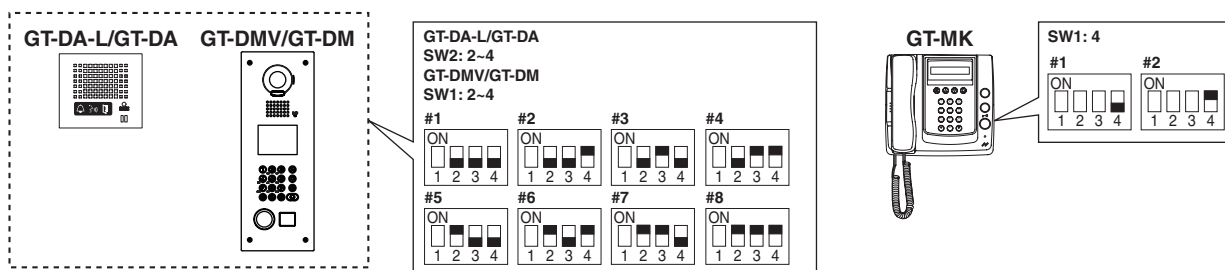 GT-DA-L/GT-DA GT-DMV/GT-DM
GT-DA-L/GT-DA
SW2: 2~4
GT-DMV/GT-DM
SW1: 2~4
#1 #2 #3 #4
ON ON ON ON
1 2 3 4 1 2 3 4 1 2 3 4 1 2 3 4
#5 #6 #7 #8
ON ON ON ON
1 2 3 4 1 2 3 4 1 2 3 4 1 2 3 4
GT-MK
SW1: 4
#1 #2
ON ON
1 2 3 4 1 2 3 4